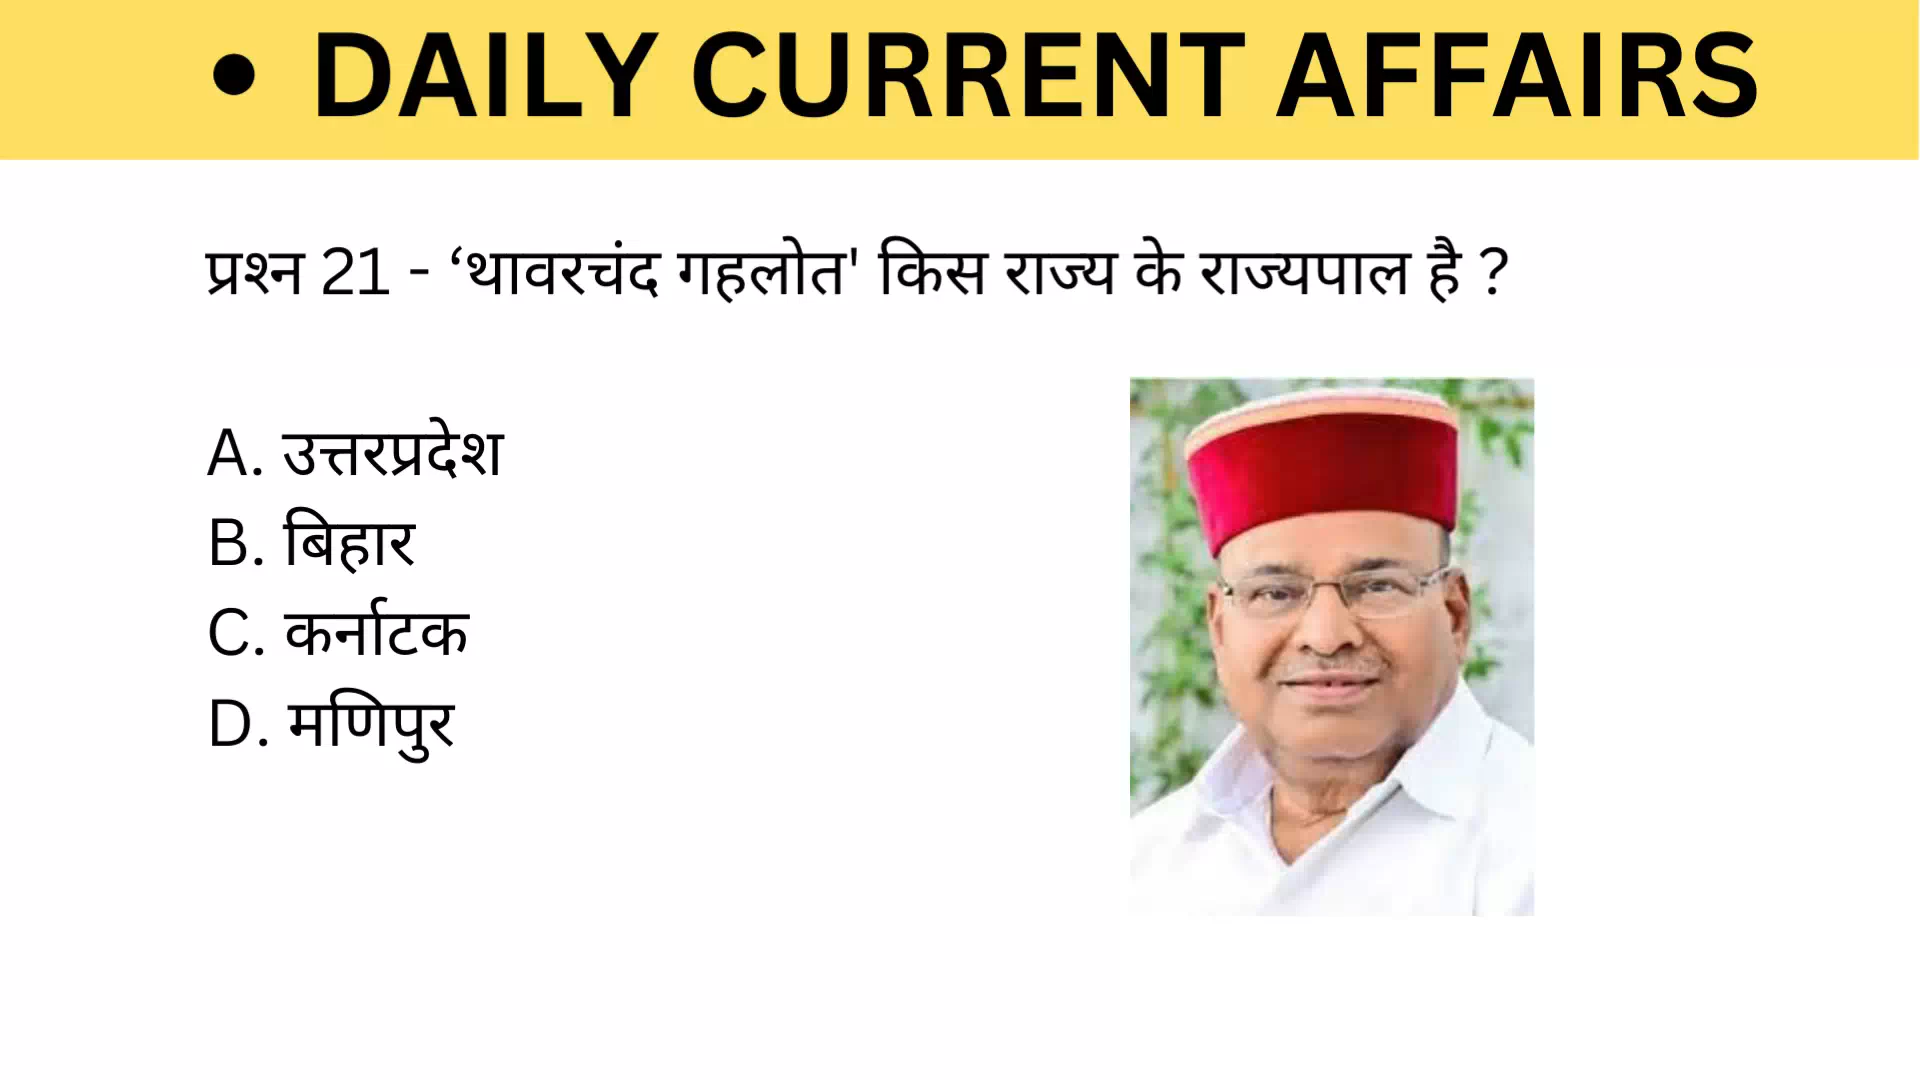 • DAILY CURRENT AFFAIRS
प्रश्न 21 - ‘थावरचंद गहलोत' किस राज्य के राज्यपाल है ?
A. उत्तरप्रदेश
B. बिहार
C. कर्नाटक
D. मणिपुर